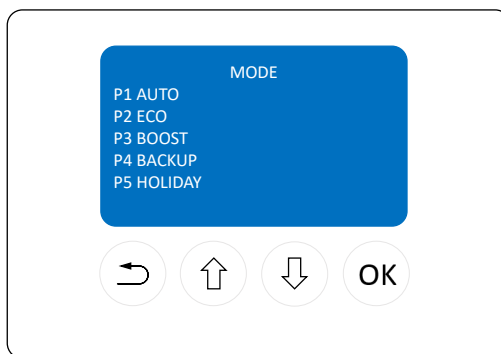 MODE
P1 AUTO
P2 ECO
P3 BOOST
P4 BACKUP
P5 HOLIDAY
OK